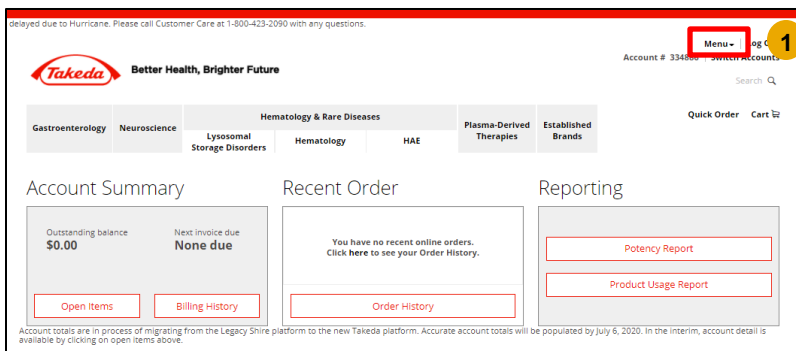 delayed due to Hurricane. Please call Customer Care at 1-800-423-2090 with any questions.
Menu
1
Account # Switch Accounts
Takeda
Better Health, Brighter Future
Search
Gastroenterology
Neuroscience
Hematology & Rare Diseases
Lysosomal
Storage Disorders
Hematology
HAE
Plasma-Derived
Therapies
Established
Brands
Quick Order
Cart
Account Summary
Outstanding balance
$0.00
Next invoice due
None due
Open Items
Billing History
Recent Order
You have no recent online orders.
Click here to see your Order History.
Order History
Reporting
Potency Report
Product Usage Report
Account totals are in process of migrating from the Legacy Shire platform to the new Takeda platform. Accurate account totals will be populated by July 6, 2020. In the interim, account detail is
available by clicking on open items above.